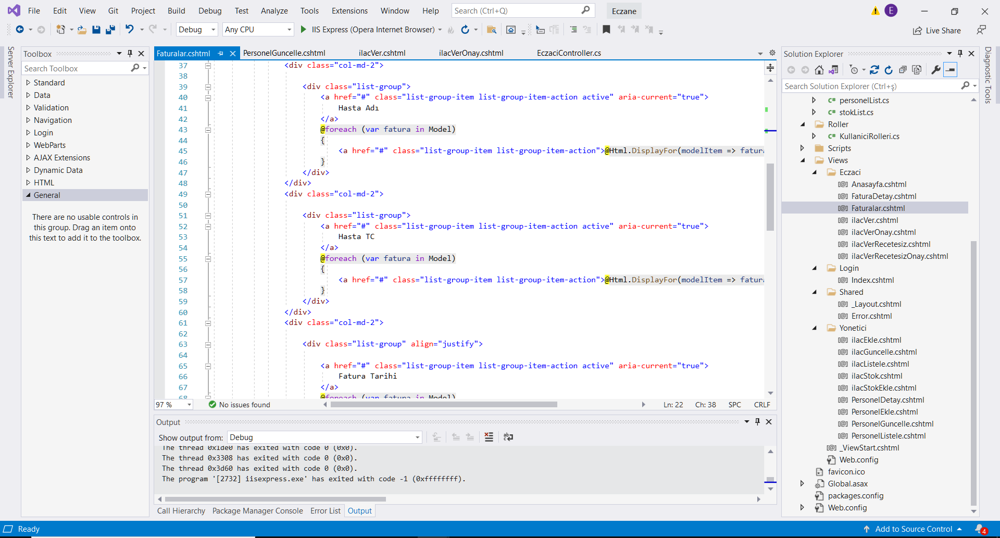 File Edit View Git Project Build Debug Test Analyze Tools Extensions Window Help Search (Ctrl+Q) Eczane E
Debug Any CPU IIS Express (Opera Internet Browser) Live Share
Server Explorer
Toolbox
Search Toolbox
Standard
Data
Validation
Navigation
Login
WebParts
AJAX Extensions
Dynamic Data
HTML
General
There are no usable controls in
this group. Drag an item onto
this text to add it to the toolbox.
Faturalar.cshtml PersonelGuncelle.cshtml ilacVer.cshtml ilacVerOnay.cshtml EczaciController.cs
37 <div class="col-md-2">
38
39 <div class="list-group">
40 <a href="#" class="list-group-item list-group-item-action active" aria-current="true">
41 Hasta Adı
42 </a>
43 @foreach (var fatura in Model)
44 {
45 <a href="#" class="list-group-item list-group-item-action">@Html.DisplayFor(modelItem => fatura
46 }
47 </div>
48 </div>
49 <div class="col-md-2">
50
51 <div class="list-group">
52 <a href="#" class="list-group-item list-group-item-action active" aria-current="true">
53 Hasta TC
54 </a>
55 @foreach (var fatura in Model)
56 {
57 <a href="#" class="list-group-item list-group-item-action">@Html.DisplayFor(modelItem => fatura
58 }
59 </div>
60 </div>
61 <div class="col-md-2">
62
63 <div class="list-group" align="justify">
64
65 <a href="#" class="list-group-item list-group-item-action active" aria-current="true">
66 Fatura Tarihi
67 </a>
68 @foreach (var fatura in Model)
97 % No issues found Ln: 22 Ch: 38 SPC CRLF
Output
Show output from: Debug
The thread 0x1de0 has exited with code 0 (0x0).
The thread 0x3308 has exited with code 0 (0x0).
The thread 0x3d60 has exited with code 0 (0x0).
The program '[2732] iisexpress.exe' has exited with code -1 (0xffffffff).
Call Hierarchy Package Manager Console Error List Output
Solution Explorer
Search Solution Explorer (Ctrl+ş)
C# personelList.cs
C# stokList.cs
Roller
C# KullaniciRolleri.cs
Scripts
Views
Eczaci
[@] Anasayfa.cshtml
[@] FaturaDetay.cshtml
[@] Faturalar.cshtml
[@] ilacVer.cshtml
[@] ilacVerOnay.cshtml
[@] ilacVerRecetesiz.cshtml
[@] ilacVerRecetesizOnay.cshtml
Login
[@] Index.cshtml
Shared
[@] _Layout.cshtml
[@] Error.cshtml
Yonetici
[@] ilacEkle.cshtml
[@] ilacGuncelle.cshtml
[@] ilacListele.cshtml
[@] ilacStok.cshtml
[@] ilacStokEkle.cshtml
[@] PersonelDetay.cshtml
[@] PersonelEkle.cshtml
[@] PersonelGuncelle.cshtml
[@] PersonelListele.cshtml
[@] _ViewStart.cshtml
Web.config
favicon.ico
Global.asax
packages.config
Web.config
Diagnostic Tools
Ready Add to Source Control 4